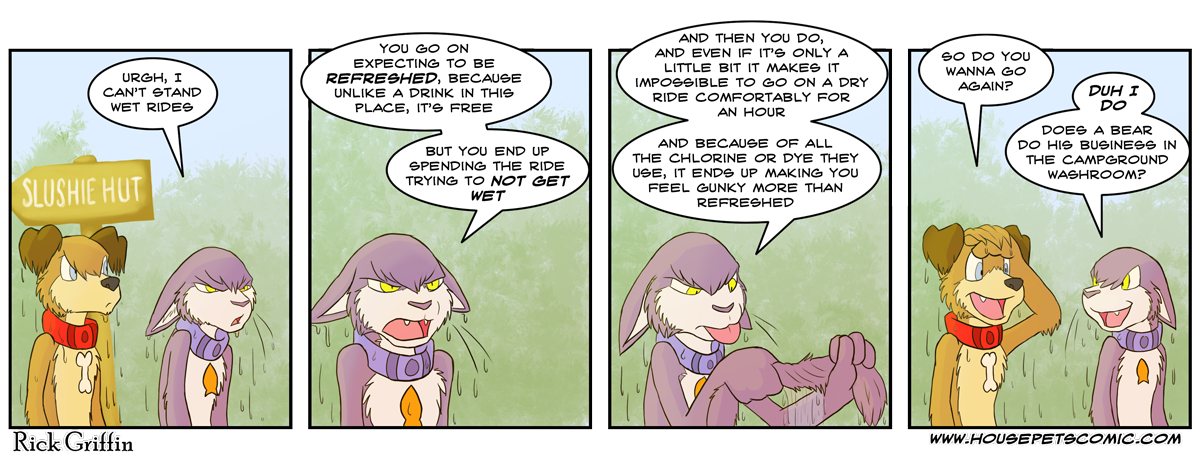 URGH, I
CAN'T STAND
WET RIDES
SLUSHIE HUT
YOU GO ON
EXPECTING TO BE
REFRESHED, BECAUSE
UNLIKE A DRINK IN THIS
PLACE, IT'S FREE
BUT YOU END UP
SPENDING THE RIDE
TRYING TO NOT GET
WET
AND THEN YOU DO,
AND EVEN IF IT'S ONLY A
LITTLE BIT IT MAKES IT
IMPOSSIBLE TO GO ON A DRY
RIDE COMFORTABLY FOR
AN HOUR
AND BECAUSE OF ALL
THE CHLORINE OR DYE THEY
USE, IT ENDS UP MAKING YOU
FEEL GUNKY MORE THAN
REFRESHED
SO DO YOU
WANNA GO
AGAIN?
DUH I
DO
DOES A BEAR
DO HIS BUSINESS IN
THE CAMPGROUND
WASHROOM?
Rick Griffin
WWW.HOUSEPETSCOMIC.COM